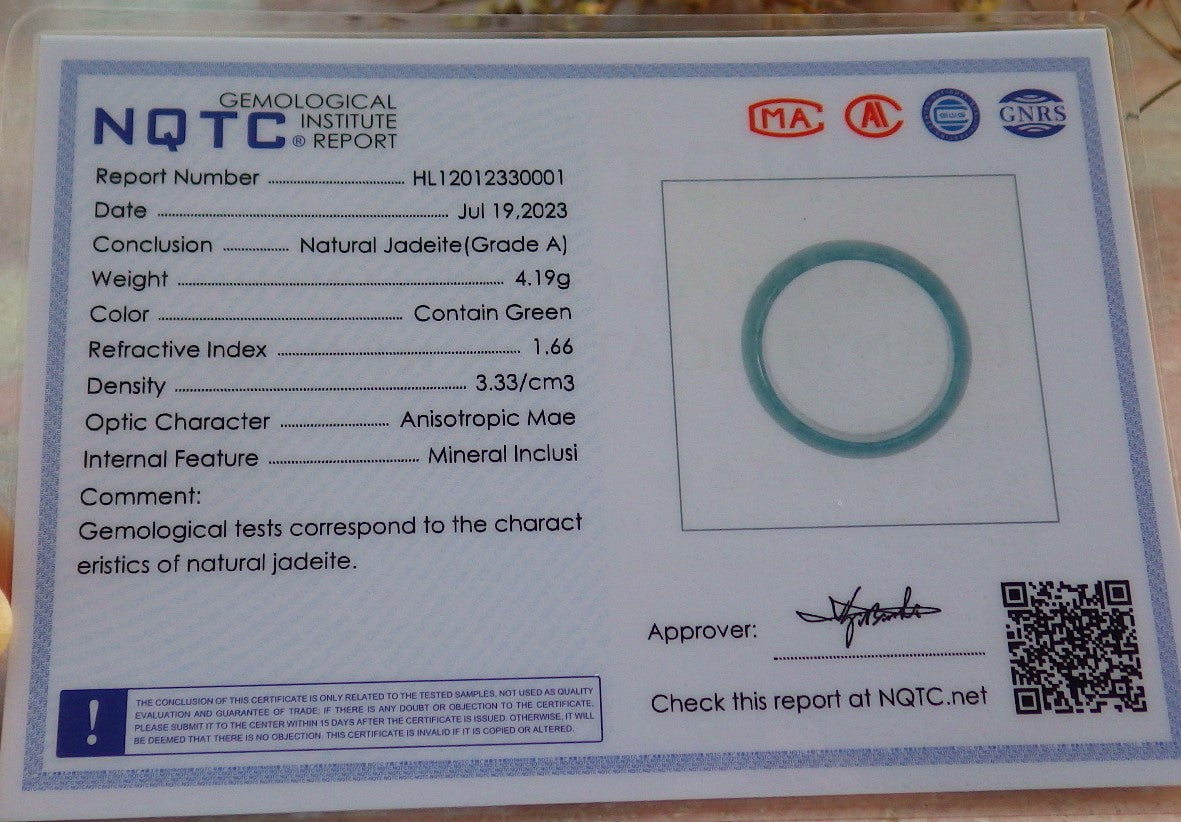 NQTC® GEMOLOGICAL INSTITUTE REPORT
MA
AL
GNRS
Report Number HL12012330001
Date Jul 19,2023
Conclusion Natural Jadeite(Grade A)
Weight 4.19g
Color Contain Green
Refractive Index 1.66
Density 3.33/cm3
Optic Character Anisotropic Mae
Internal Feature Mineral Inclusi
Comment:
Gemological tests correspond to the charact
eristics of natural jadeite.
Approver:
Check this report at NQTC.net
! THE CONCLUSION OF THIS CERTIFICATE IS ONLY RELATED TO THE TESTED SAMPLES, NOT USED AS QUALITY
EVALUATION AND GUARANTEE OF TRADE; IF THERE IS ANY DOUBT OR OBJECTION TO THE CERTIFICATE,
PLEASE SUBMIT IT TO THE CENTER WITHIN 15 DAYS AFTER THE CERTIFICATE IS ISSUED. OTHERWISE, IT WILL
BE DEEMED THAT THERE IS NO OBJECTION. THIS CERTIFICATE IS INVALID IF IT IS COPIED OR ALTERED.